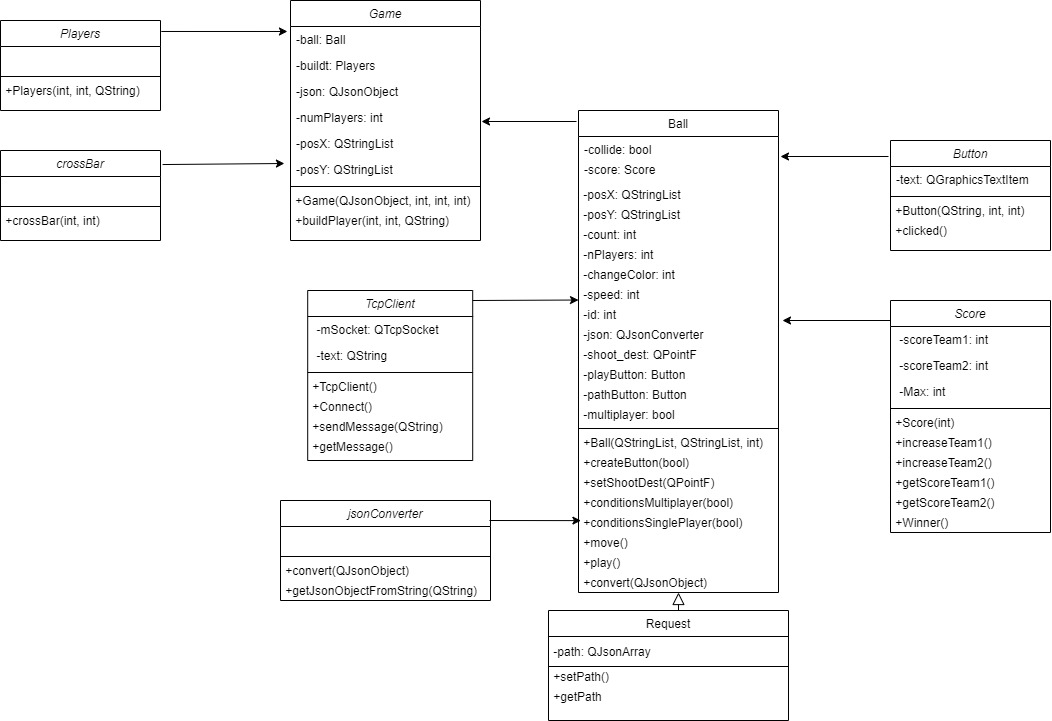 Players
+Players(int, int, QString)
crossBar
+crossBar(int, int)
Game
-ball: Ball
-buildt: Players
-json: QJsonObject
-numPlayers: int
-posX: QStringList
-posY: QStringList
+Game(QJsonObject, int, int, int)
+buildPlayer(int, int, QString)
TcpClient
-mSocket: QTcpSocket
-text: QString
+TcpClient()
+Connect()
+sendMessage(QString)
+getMessage()
jsonConverter
+convert(QJsonObject)
+getJsonObjectFromString(QString)
Ball
-collide: bool
-score: Score
-posX: QStringList
-posY: QStringList
-count: int
-nPlayers: int
-changeColor: int
-speed: int
-id: int
-json: QJsonConverter
-shoot_dest: QPointF
-playButton: Button
-pathButton: Button
-multiplayer: bool
+Ball(QStringList, QStringList, int)
+createButton(bool)
+setShootDest(QPointF)
+conditionsMultiplayer(bool)
+conditionsSinglePlayer(bool)
+move()
+play()
+convert(QJsonObject)
Request
-path: QJsonArray
+setPath()
+getPath
Button
-text: QGraphicsTextItem
+Button(QString, int, int)
+clicked()
Score
-scoreTeam1: int
-scoreTeam2: int
-Max: int
+Score(int)
+increaseTeam1()
+increaseTeam2()
+getScoreTeam1()
+getScoreTeam2()
+Winner()